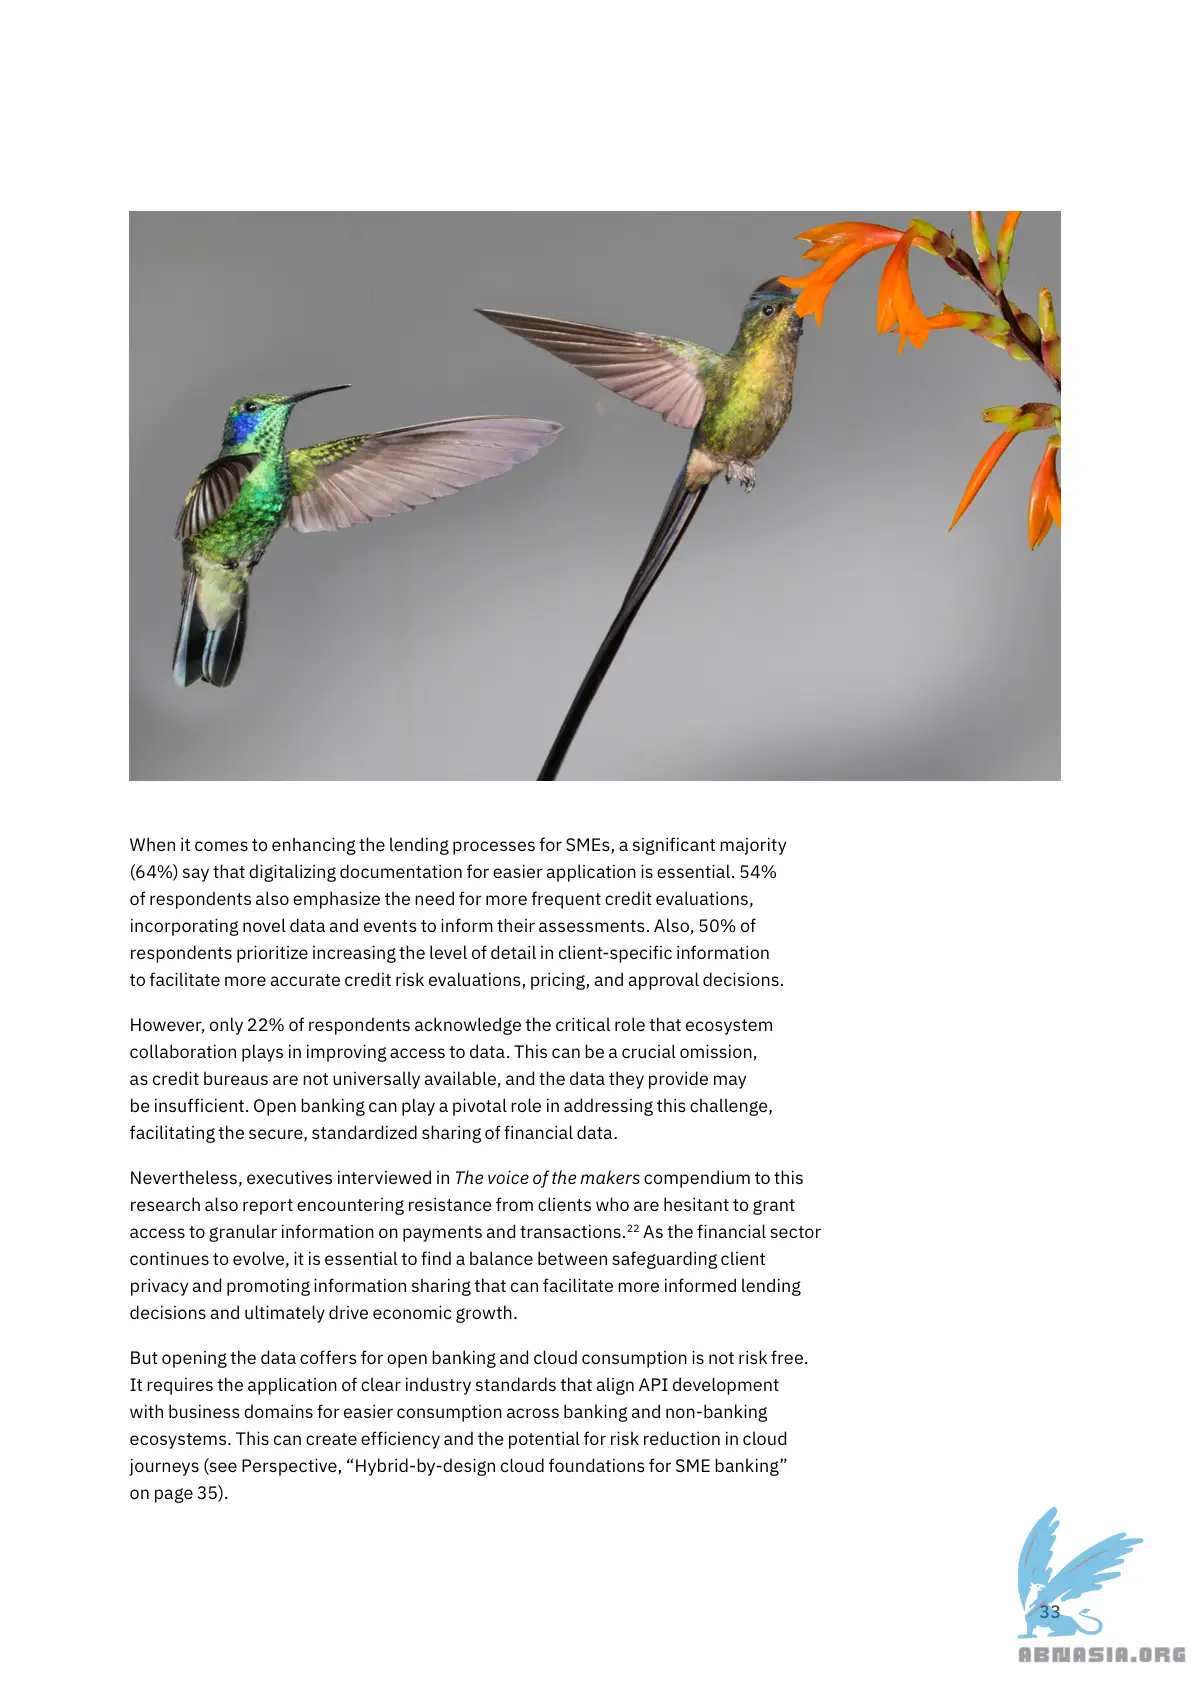 When it comes to enhancing the lending processes for SMEs, a significant majority
(64%) say that digitalizing documentation for easier application is essential. 54%
of respondents also emphasize the need for more frequent credit evaluations,
incorporating novel data and events to inform their assessments. Also, 50% of
respondents prioritize increasing the level of detail in client-specific information
to facilitate more accurate credit risk evaluations, pricing, and approval decisions.
However, only 22% of respondents acknowledge the critical role that ecosystem
collaboration plays in improving access to data. This can be a crucial omission,
as credit bureaus are not universally available, and the data they provide may
be insufficient. Open banking can play a pivotal role in addressing this challenge,
facilitating the secure, standardized sharing of financial data.
Nevertheless, executives interviewed in The voice of the makers compendium to this
research also report encountering resistance from clients who are hesitant to grant
access to granular information on payments and transactions.22 As the financial sector
continues to evolve, it is essential to find a balance between safeguarding client
privacy and promoting information sharing that can facilitate more informed lending
decisions and ultimately drive economic growth.
But opening the data coffers for open banking and cloud consumption is not risk free.
It requires the application of clear industry standards that align API development
with business domains for easier consumption across banking and non-banking
ecosystems. This can create efficiency and the potential for risk reduction in cloud
journeys (see Perspective, “Hybrid-by-design cloud foundations for SME banking”
on page 35).
33
ABNASIA.ORG